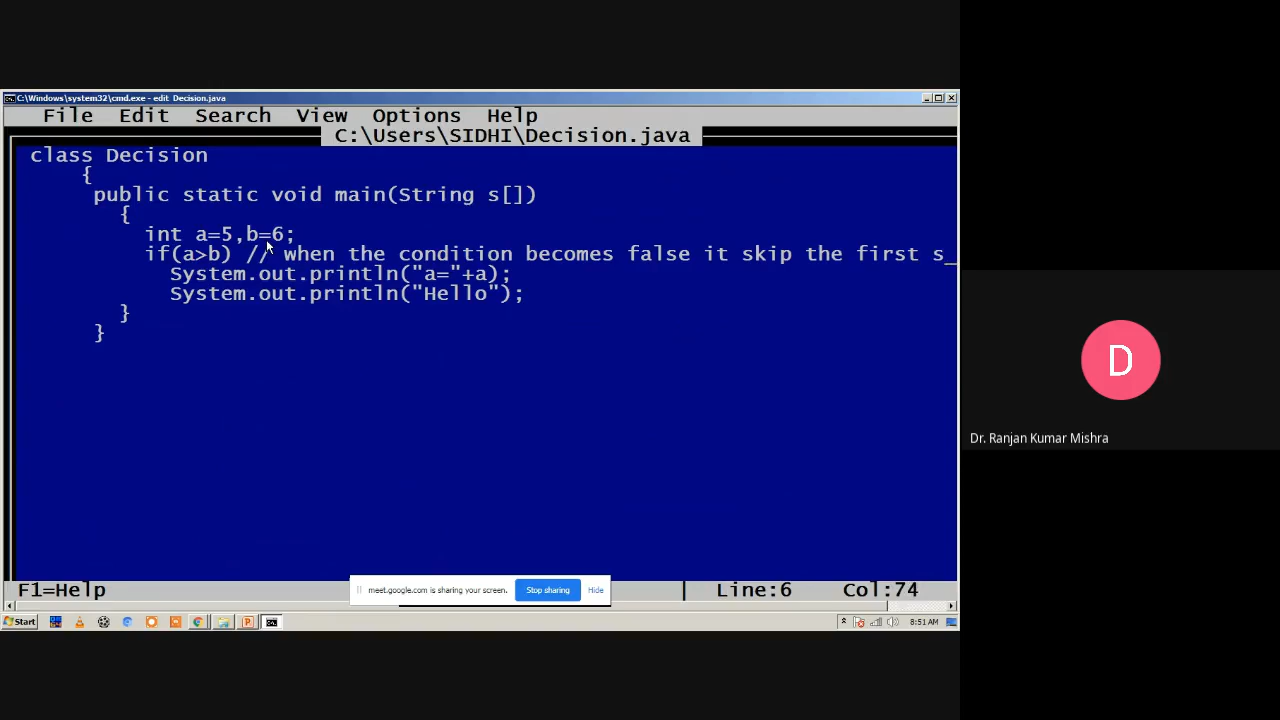 C:\Windows\system32\cmd.exe - edit Decision.java
File Edit Search View Options Help
C:\Users\SIDHI\Decision.java
class Decision
{
public static void main(String s[])
{
int a=5,b=6;
if(a>b) // when the condition becomes false it skip the first s_
System.out.println("a="+a);
System.out.println("Hello");
}
}
F1=Help
meet.google.com is sharing your screen. Stop sharing Hide
Line:6 Col:74
Start
8:51 AM
D
Dr. Ranjan Kumar Mishra